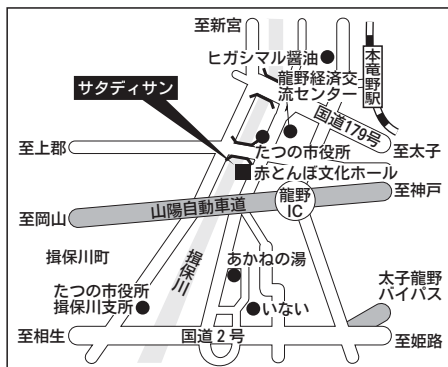 至新宮
ヒガシマル醤油
本竜野駅
龍野経済交
流センター
サタディサン
国道179号
至上郡
たつの市役所
至太子
赤とんぼ文化ホール
至神戸
山陽自動車道
龍野
IC
至岡山
揖保川町
揖保川
あかねの湯
太子龍野
バイパス
たつの市役所
揖保川支所
いない
至相生
国道2号
至姫路